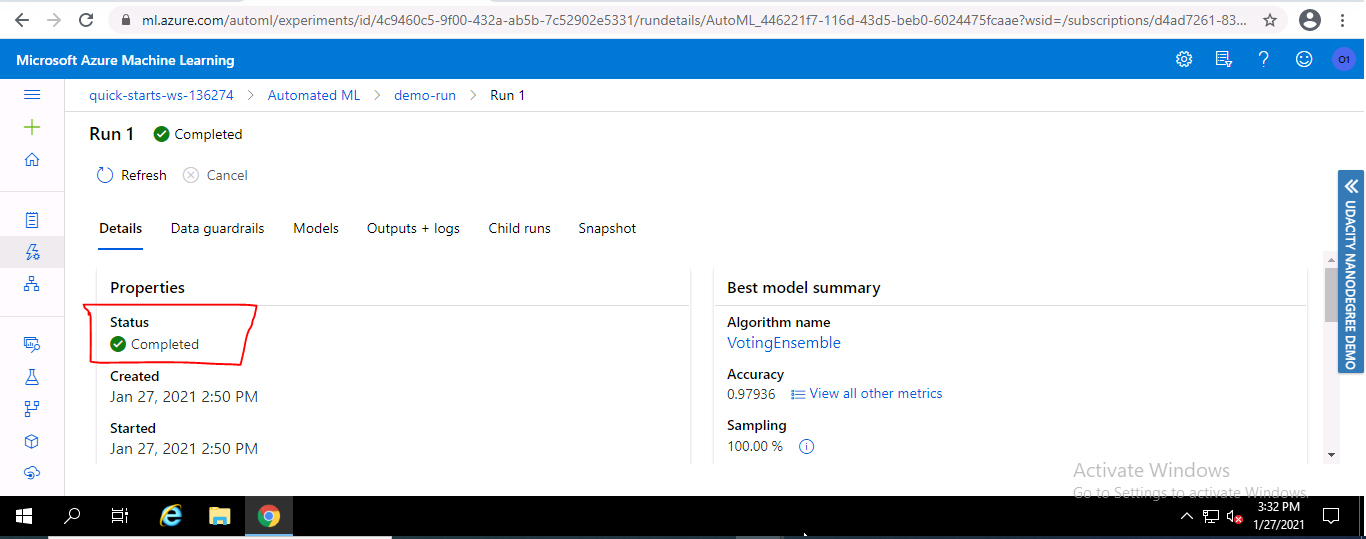 ml.azure.com/automl/experiments/id/4c9460c5-9f00-432a-ab5b-7c52902e5331/rundetails/AutoML_446221f7-116d-43d5-beb0-6024475fcaae?wsid=/subscriptions/d4ad7261-83...
Microsoft Azure Machine Learning
O1
quick-starts-ws-136274 > Automated ML > demo-run > Run 1
Run 1 Completed
Refresh Cancel
Details Data guardrails Models Outputs + logs Child runs Snapshot
UDACITY NANODEGREE DEMO
Properties
Status
Completed
Created
Jan 27, 2021 2:50 PM
Started
Jan 27, 2021 2:50 PM
Best model summary
Algorithm name
VotingEnsemble
Accuracy
0.97936 View all other metrics
Sampling
100.00 %
Activate Windows
Go to Settings to activate Windows.
3:32 PM
1/27/2021